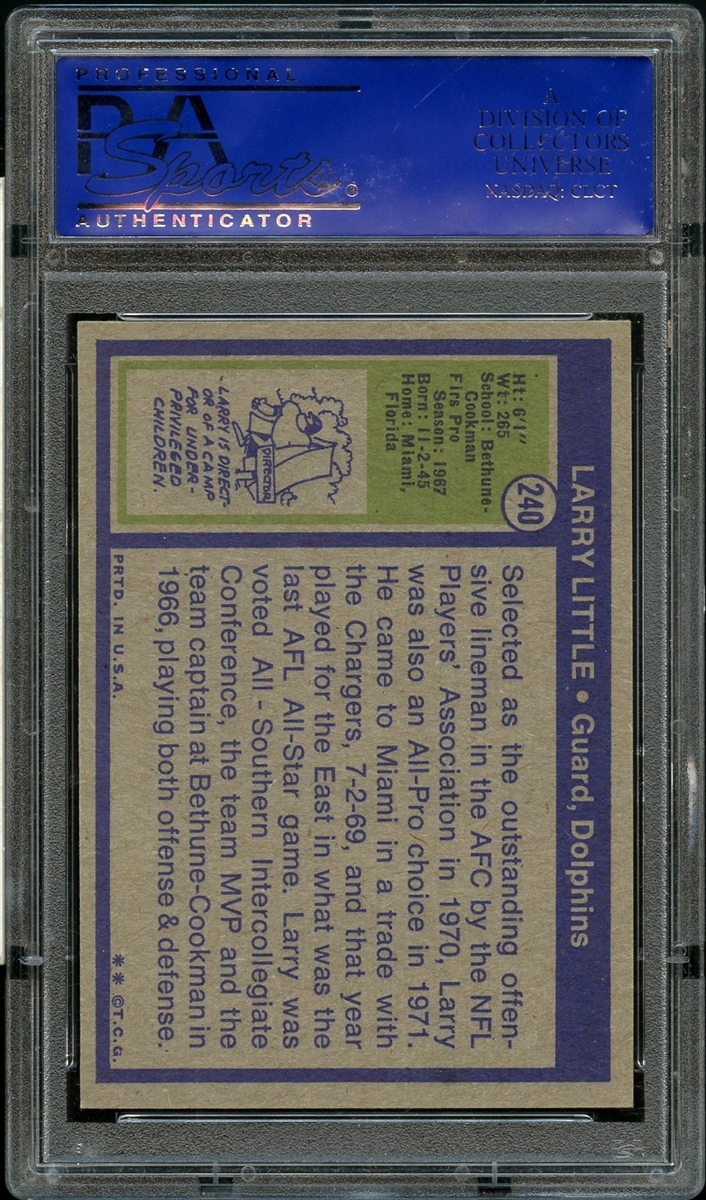 PROFESSIONAL
PSA
Sports®
AUTHENTICATOR
A
DIVISION OF
COLLECTORS
UNIVERSE
NASDAQ: CLCT
LARRY LITTLE • Guard, Dolphins
240
Ht: 6'1"
Wt: 265
School: Bethune-
Cookman
Firs Pro
Season: 1967
Born: 11-2-45
Home: Miami,
Florida
DIRECTOR
-LARRY IS DIRECT-
OR OF A CAMP
FOR UNDER-
PRIVILEGED
CHILDREN.
Selected as the outstanding offen-
sive lineman in the AFC by the NFL
Players' Association in 1970, Larry
was also an All-Pro choice in 1971.
He came to Miami in a trade with
the Chargers, 7-2-69, and that year
played for the East in what was the
last AFL All-Star game. Larry was
voted All - Southern Intercollegiate
Conference, the team MVP and the
team captain at Bethune-Cookman in
1966, playing both offense & defense.
PRTD. IN U.S.A.
** ©T.C.G.